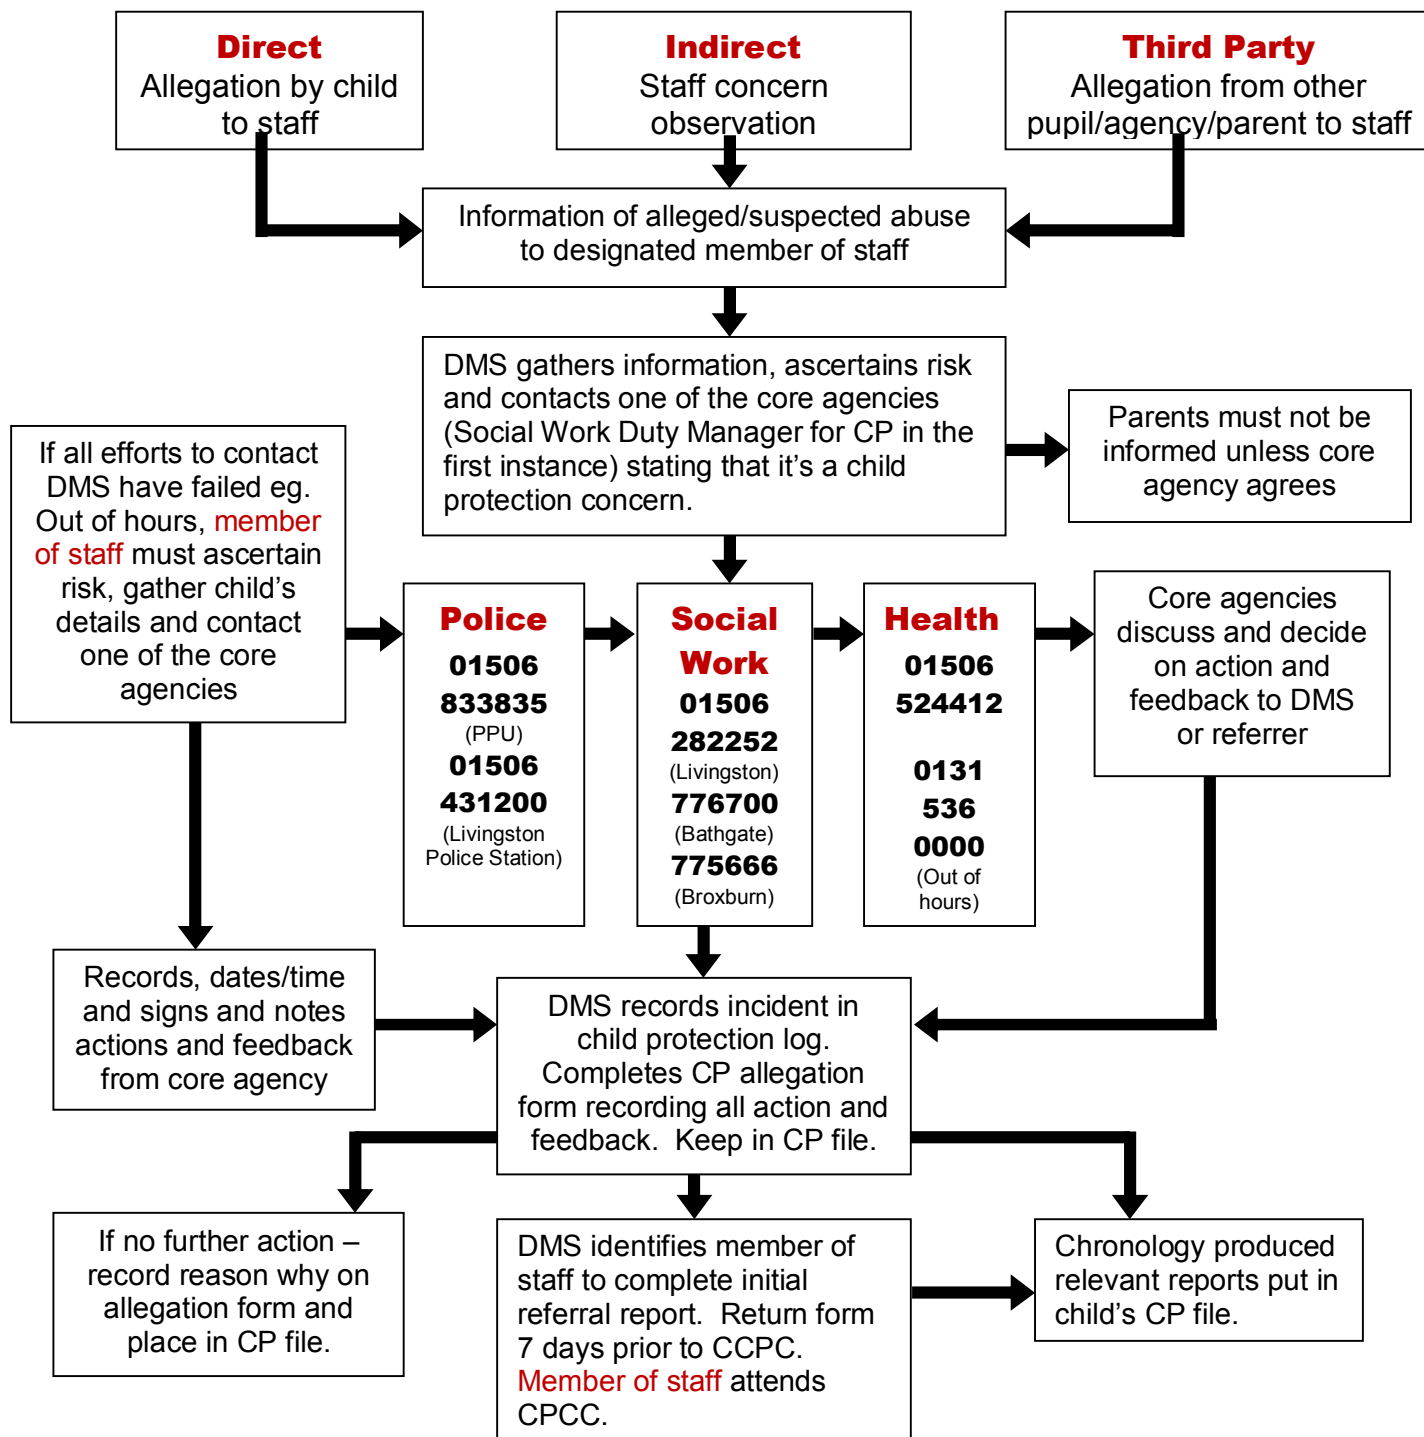 Direct
Allegation by child
to staff
Indirect
Staff concern
observation
Third Party
Allegation from other
pupil/agency/parent to staff
Information of alleged/suspected abuse
to designated member of staff
DMS gathers information, ascertains risk
and contacts one of the core agencies
(Social Work Duty Manager for CP in the
first instance) stating that it’s a child
protection concern.
Parents must not be
informed unless core
agency agrees
If all efforts to contact
DMS have failed eg.
Out of hours, member
of staff must ascertain
risk, gather child’s
details and contact
one of the core
agencies
Police
01506
833835
(PPU)
01506
431200
(Livingston
Police Station)
Social
Work
01506
282252
(Livingston)
776700
(Bathgate)
775666
(Broxburn)
Health
01506
524412
0131
536
0000
(Out of
hours)
Core agencies
discuss and decide
on action and
feedback to DMS
or referrer
Records, dates/time
and signs and notes
actions and feedback
from core agency
DMS records incident in
child protection log.
Completes CP allegation
form recording all action and
feedback.  Keep in CP file.
If no further action –
record reason why on
allegation form and
place in CP file.
DMS identifies member of
staff to complete initial
referral report.  Return form
7 days prior to CCPC.
Member of staff attends
CPCC.
Chronology produced
relevant reports put in
child’s CP file.